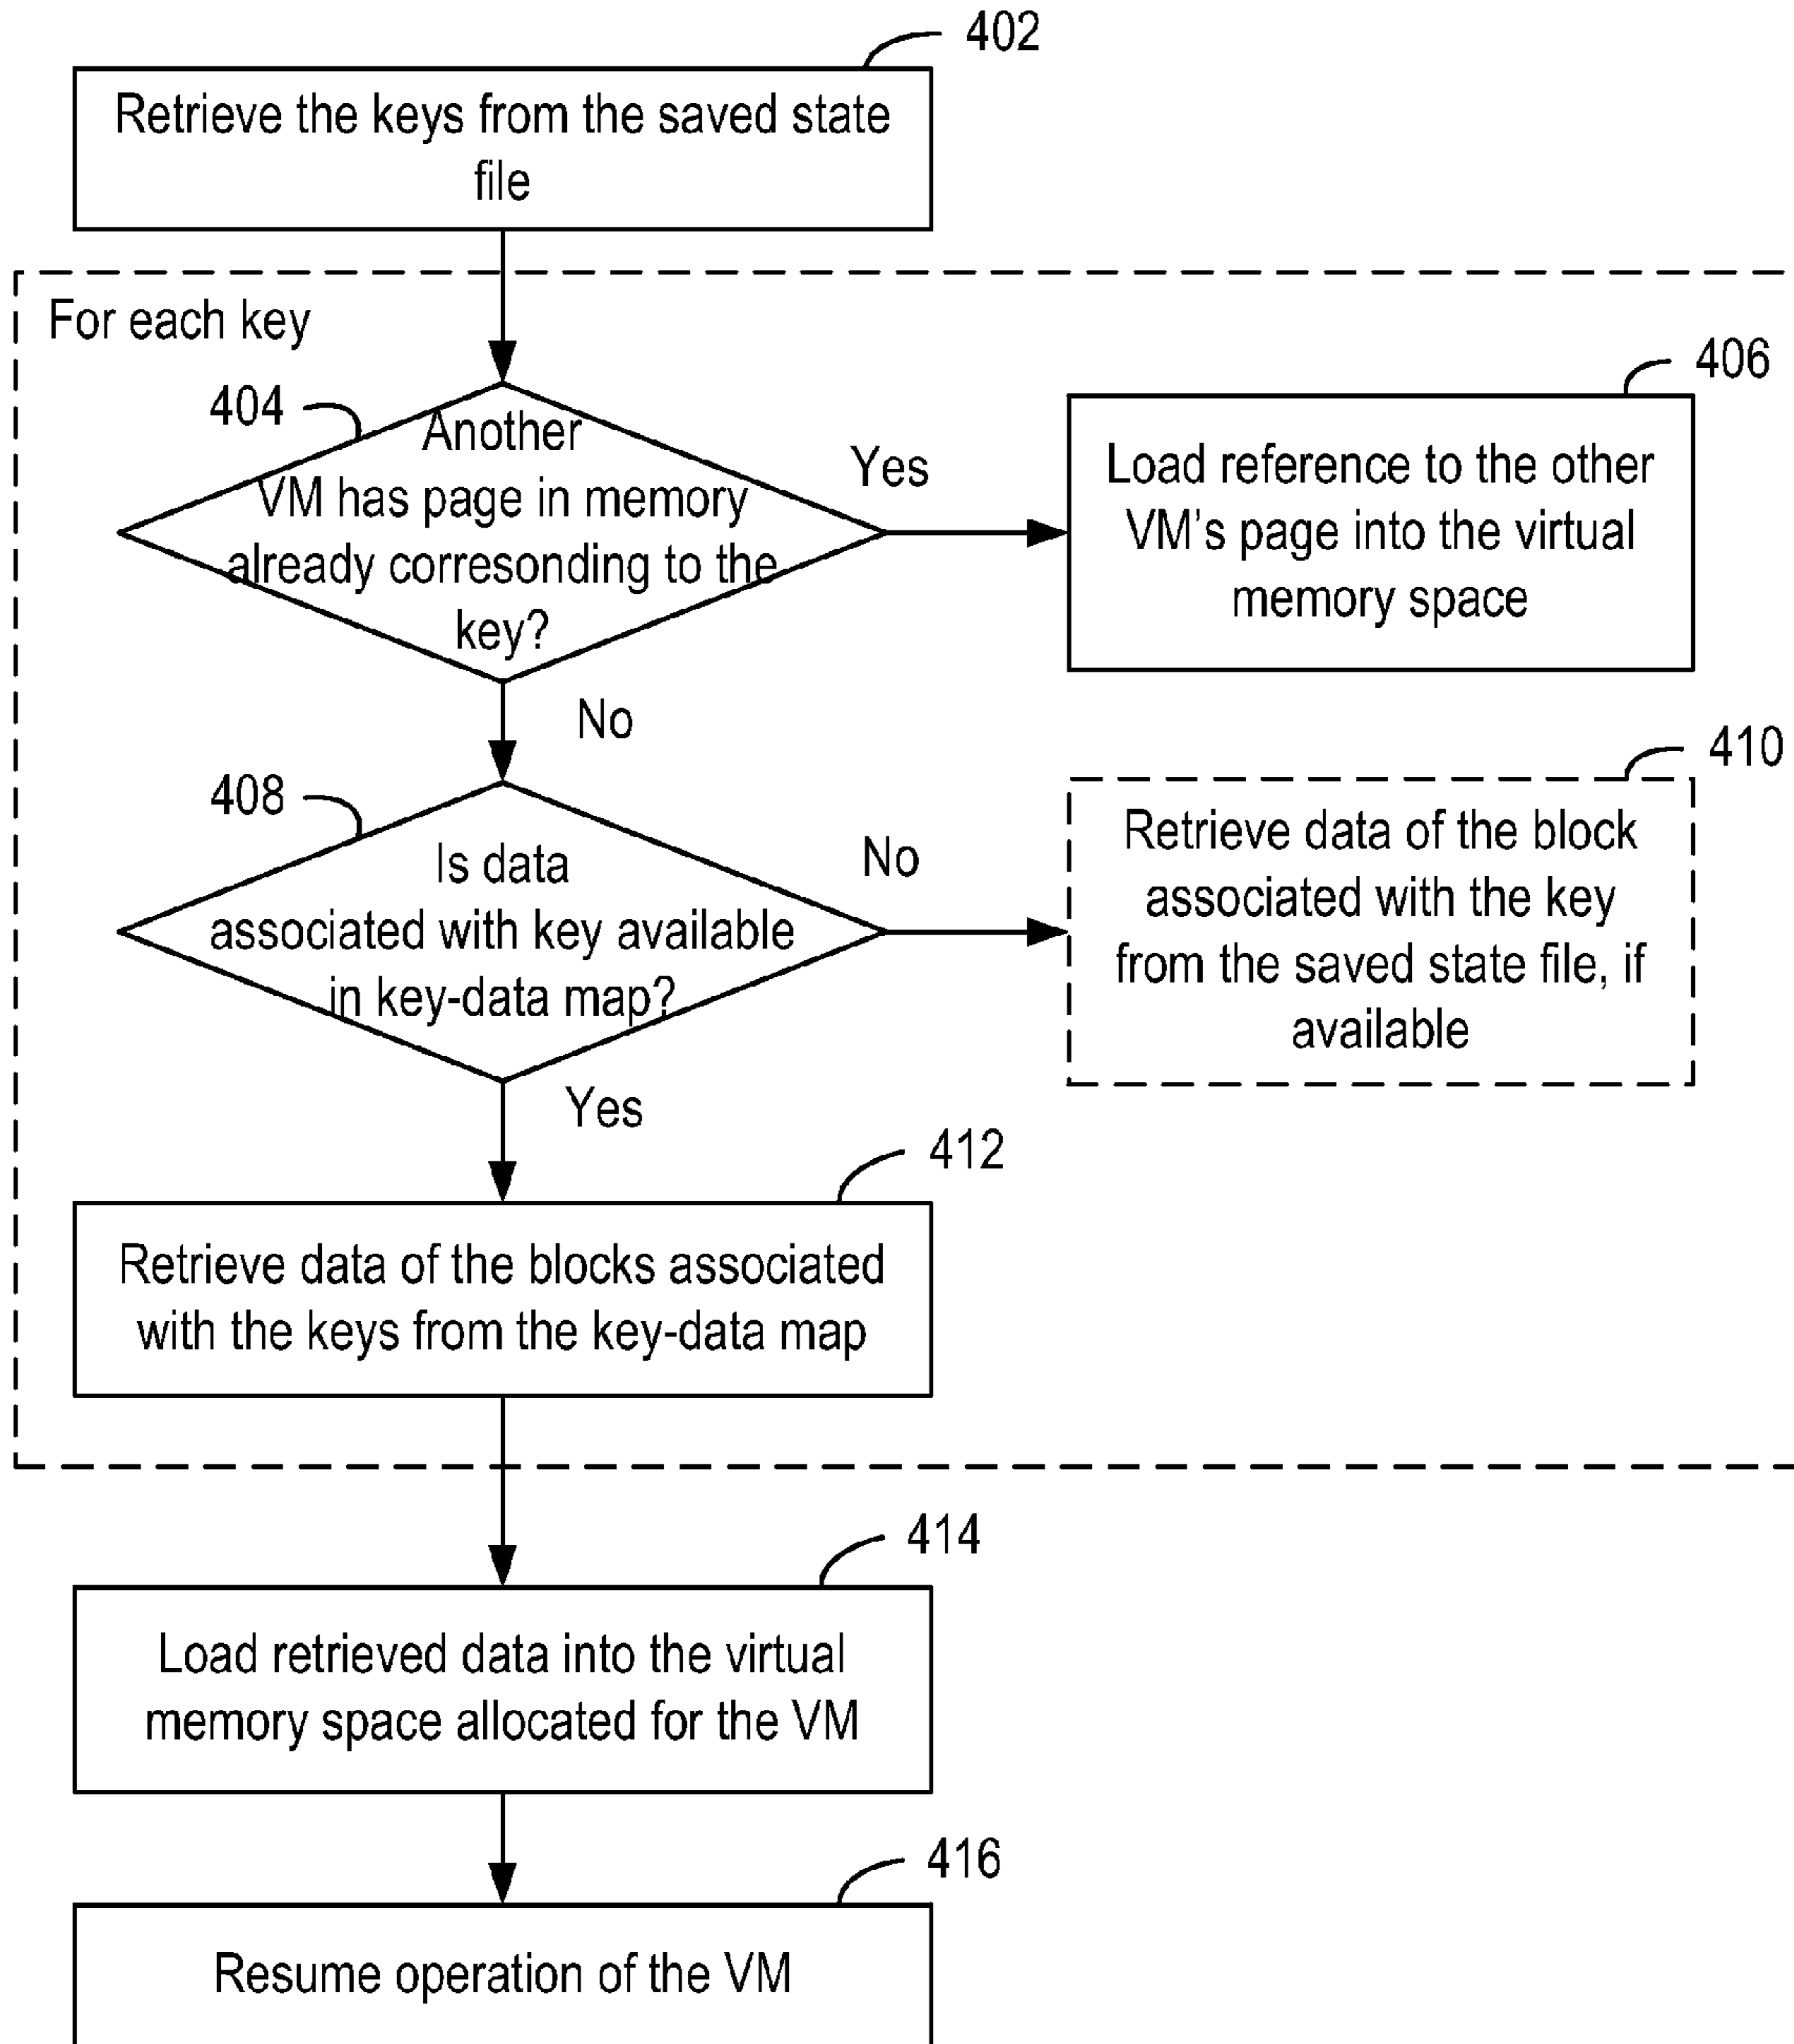 402
Retrieve the keys from the saved state
file
For each key
404
Another
VM has page in memory
already corresonding to the
key?
Yes
406
Load reference to the other
VM's page into the virtual
memory space
No
408
Is data
associated with key available
in key-data map?
No
410
Retrieve data of the block
associated with the key
from the saved state file, if
available
Yes
412
Retrieve data of the blocks associated
with the keys from the key-data map
414
Load retrieved data into the virtual
memory space allocated for the VM
416
Resume operation of the VM